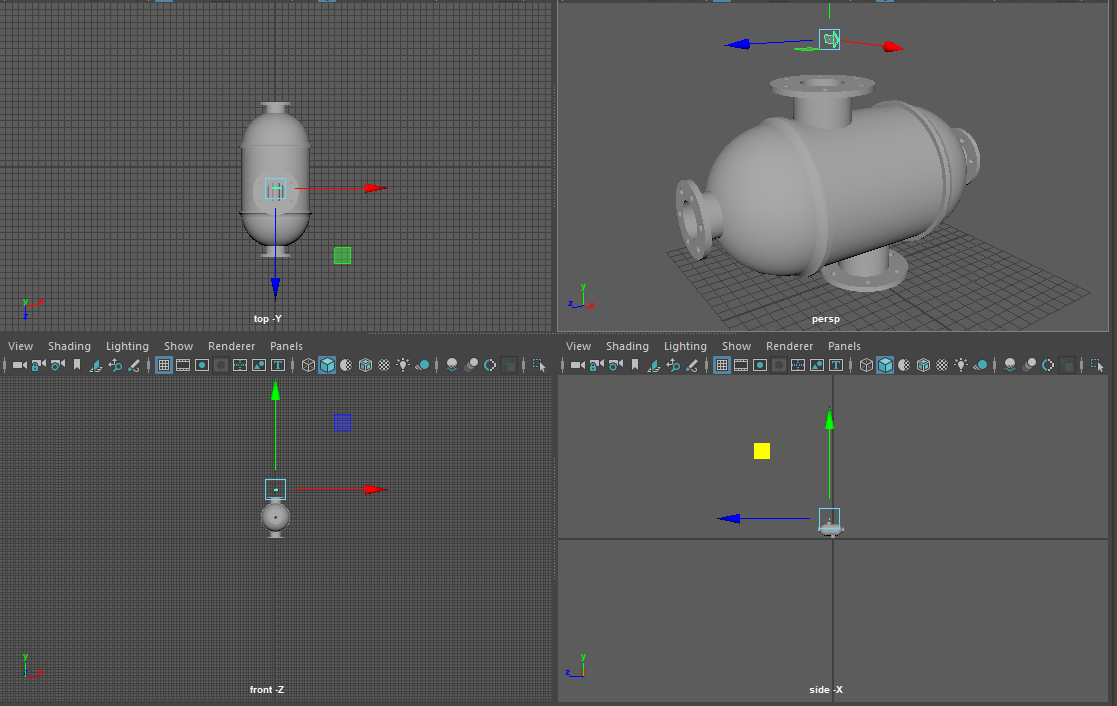 y x
z
top -Y
y
z x
persp
View Shading Lighting Show Renderer Panels
View Shading Lighting Show Renderer Panels
y
z x
front -Z
y
z
side -X